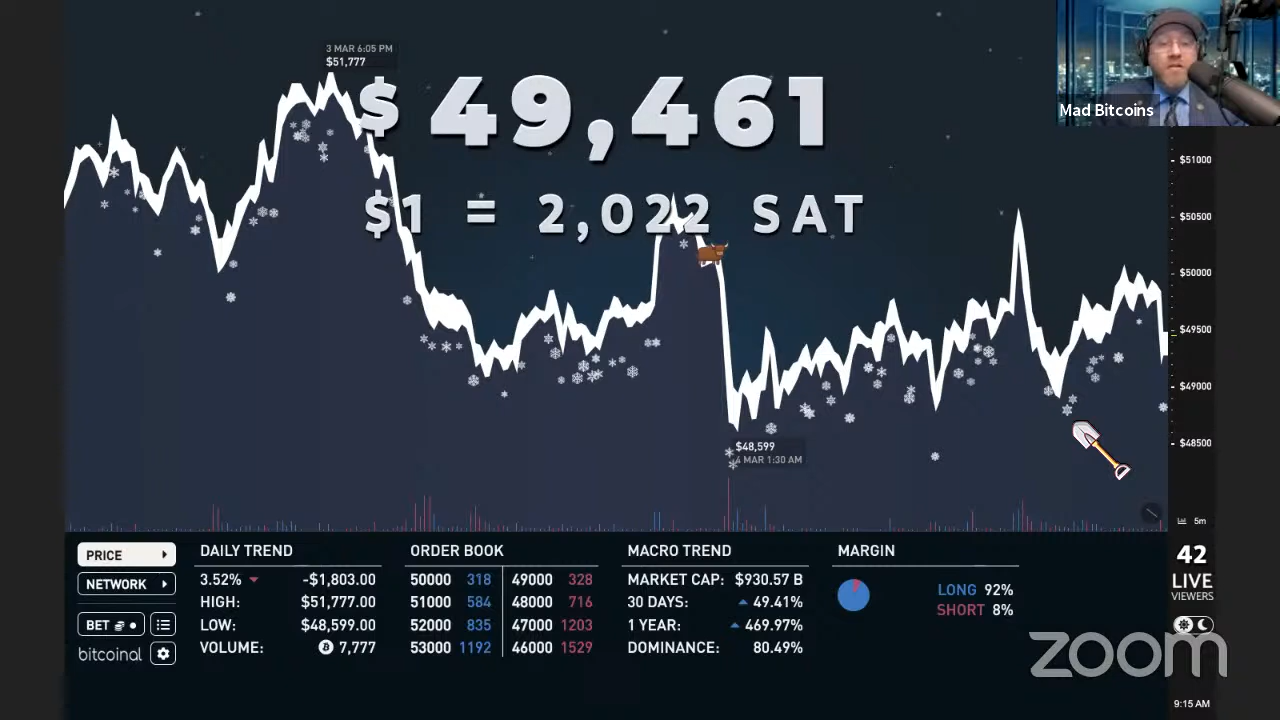 3 MAR 6:05 PM
$51,777
$ 49,461
$1 = 2,022 SAT
Mad Bitcoins
$51000
$50500
$50000
$49500
$49000
$48500
$48,599
4 MAR 1:30 AM
5m
PRICE
NETWORK
BET
bitcoinal
DAILY TREND
3.52% -$1,803.00
HIGH: $51,777.00
LOW: $48,599.00
VOLUME: 7,777
ORDER BOOK
50000 318 49000 328
51000 584 48000 716
52000 835 47000 1203
53000 1192 46000 1529
MACRO TREND
MARKET CAP: $930.57 B
30 DAYS: 49.41%
1 YEAR: 469.97%
DOMINANCE: 80.49%
MARGIN
LONG 92%
SHORT 8%
42
LIVE
VIEWERS
zoom
9:15 AM